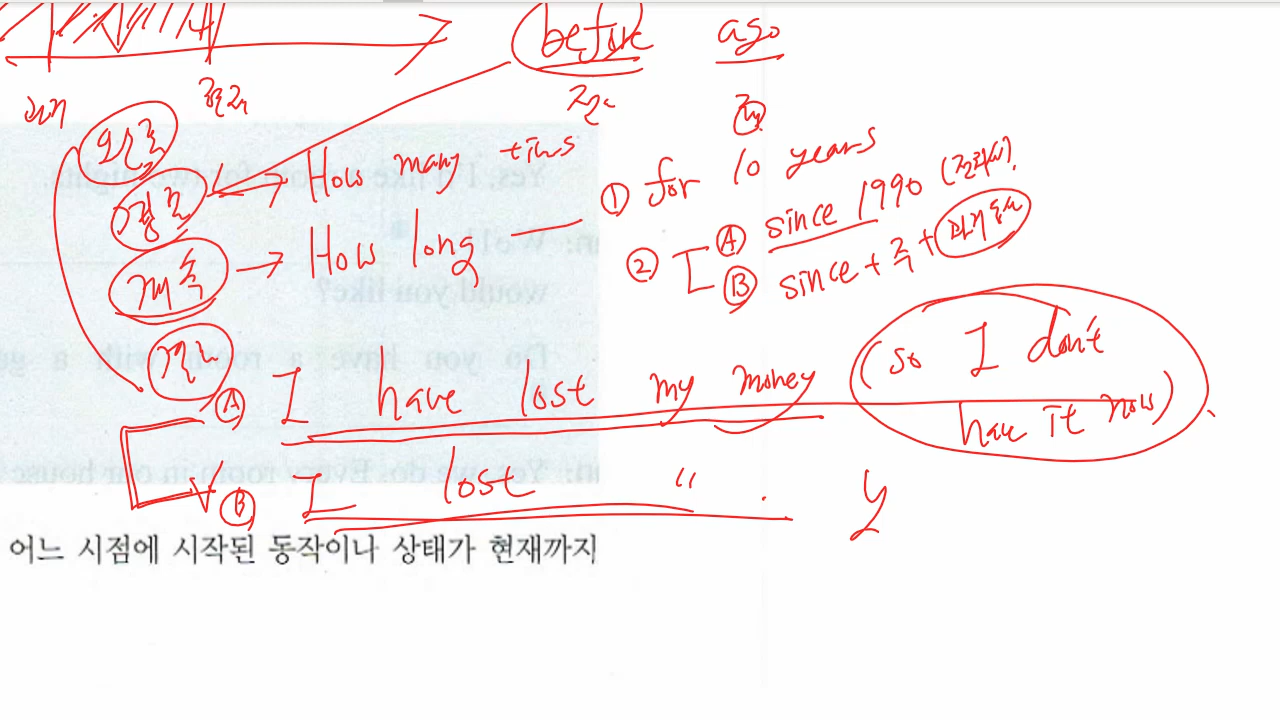 before ago
과거 현재
완료 전에
경험 How many times
① for 10 years
계속 How long
② Ⓐ since 1990 (전치사).
Ⓑ since + 주 + 과거동사
결과
Ⓐ I have lost my money (so I don't have it now)
Ⓑ I lost " . y
어느 시점에 시작된 동작이나 상태가 현재까지